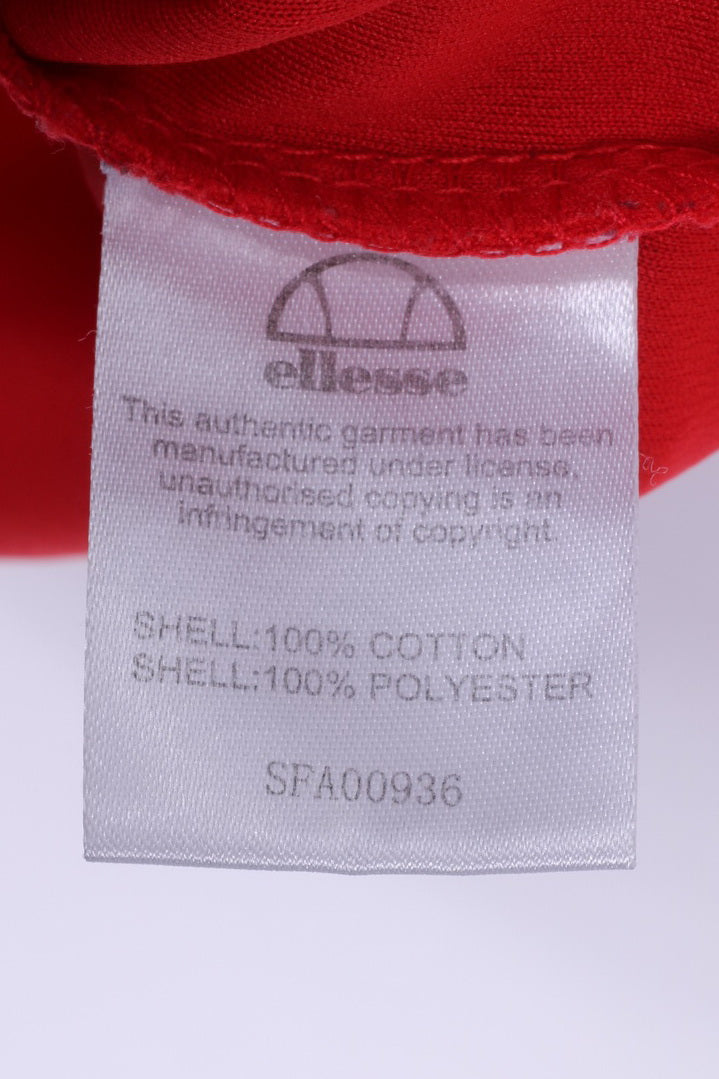 ellesse
This authentic garment has been
manufactured under license,
unauthorised copying is an
infringement of copyright.
SHELL:100% COTTON
SHELL:100% POLYESTER
SFA00936